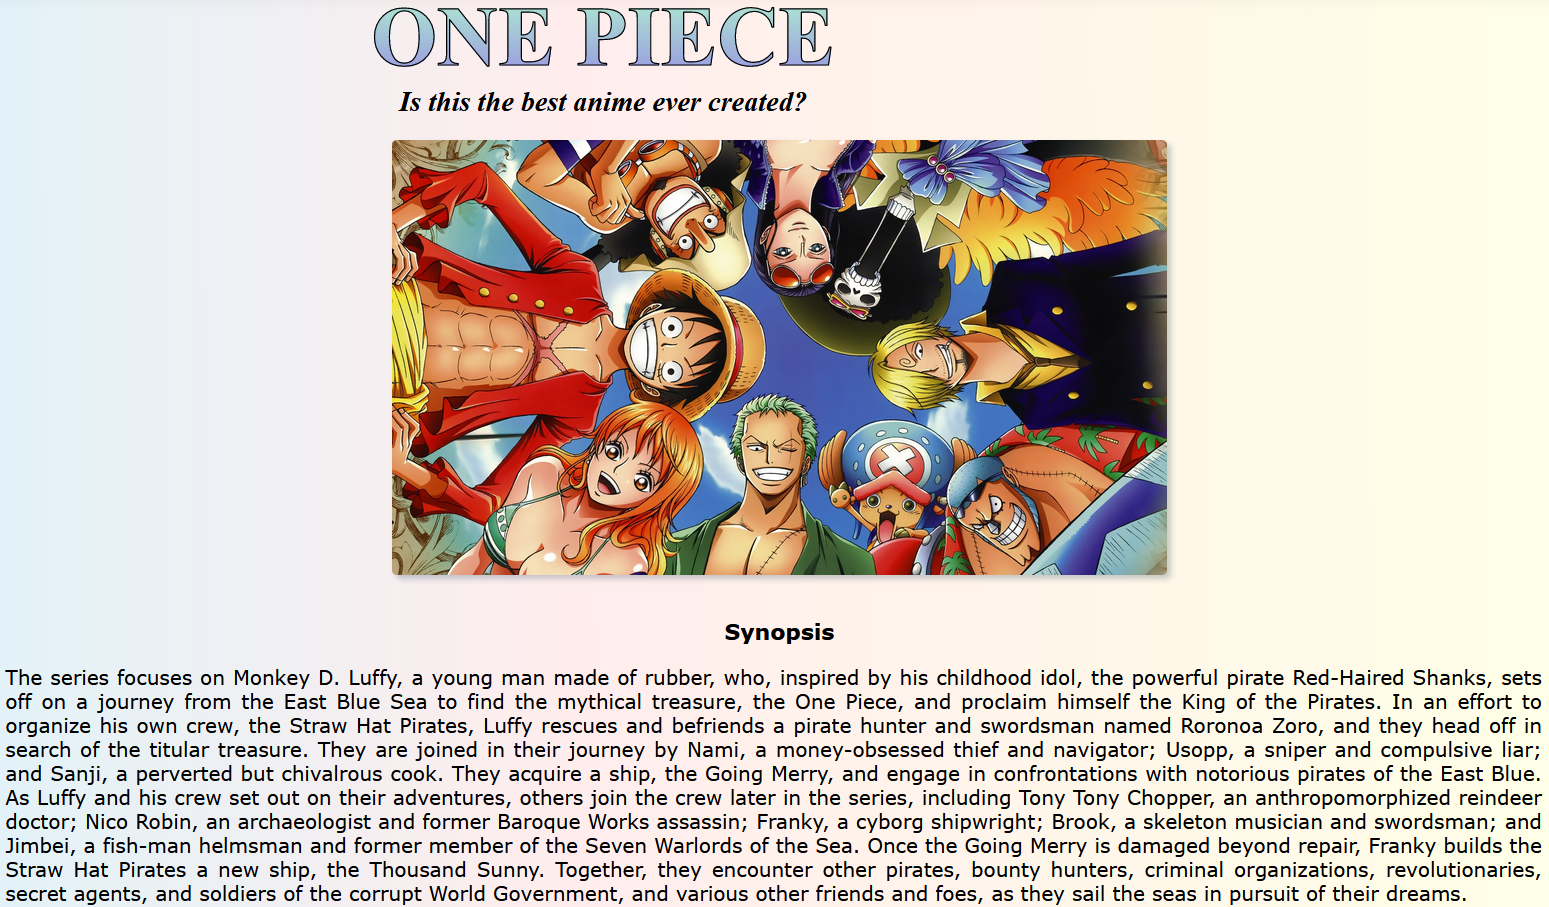 ONE PIECE
Is this the best anime ever created?
Synopsis
The series focuses on Monkey D. Luffy, a young man made of rubber, who, inspired by his childhood idol, the powerful pirate Red-Haired Shanks, sets
off on a journey from the East Blue Sea to find the mythical treasure, the One Piece, and proclaim himself the King of the Pirates. In an effort to
organize his own crew, the Straw Hat Pirates, Luffy rescues and befriends a pirate hunter and swordsman named Roronoa Zoro, and they head off in
search of the titular treasure. They are joined in their journey by Nami, a money-obsessed thief and navigator; Usopp, a sniper and compulsive liar;
and Sanji, a perverted but chivalrous cook. They acquire a ship, the Going Merry, and engage in confrontations with notorious pirates of the East Blue.
As Luffy and his crew set out on their adventures, others join the crew later in the series, including Tony Tony Chopper, an anthropomorphized reindeer
doctor; Nico Robin, an archaeologist and former Baroque Works assassin; Franky, a cyborg shipwright; Brook, a skeleton musician and swordsman; and
Jimbei, a fish-man helmsman and former member of the Seven Warlords of the Sea. Once the Going Merry is damaged beyond repair, Franky builds the
Straw Hat Pirates a new ship, the Thousand Sunny. Together, they encounter other pirates, bounty hunters, criminal organizations, revolutionaries,
secret agents, and soldiers of the corrupt World Government, and various other friends and foes, as they sail the seas in pursuit of their dreams.